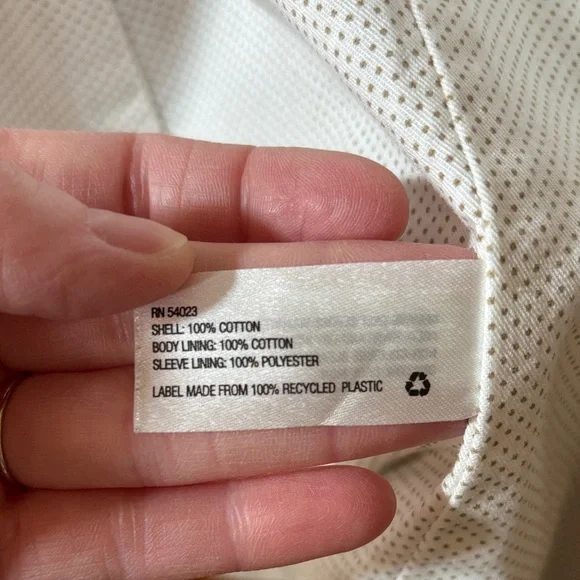 RN 54023
SHELL: 100% COTTON
BODY LINING: 100% COTTON
SLEEVE LINING: 100% POLYESTER
LABEL MADE FROM 100% RECYCLED PLASTIC